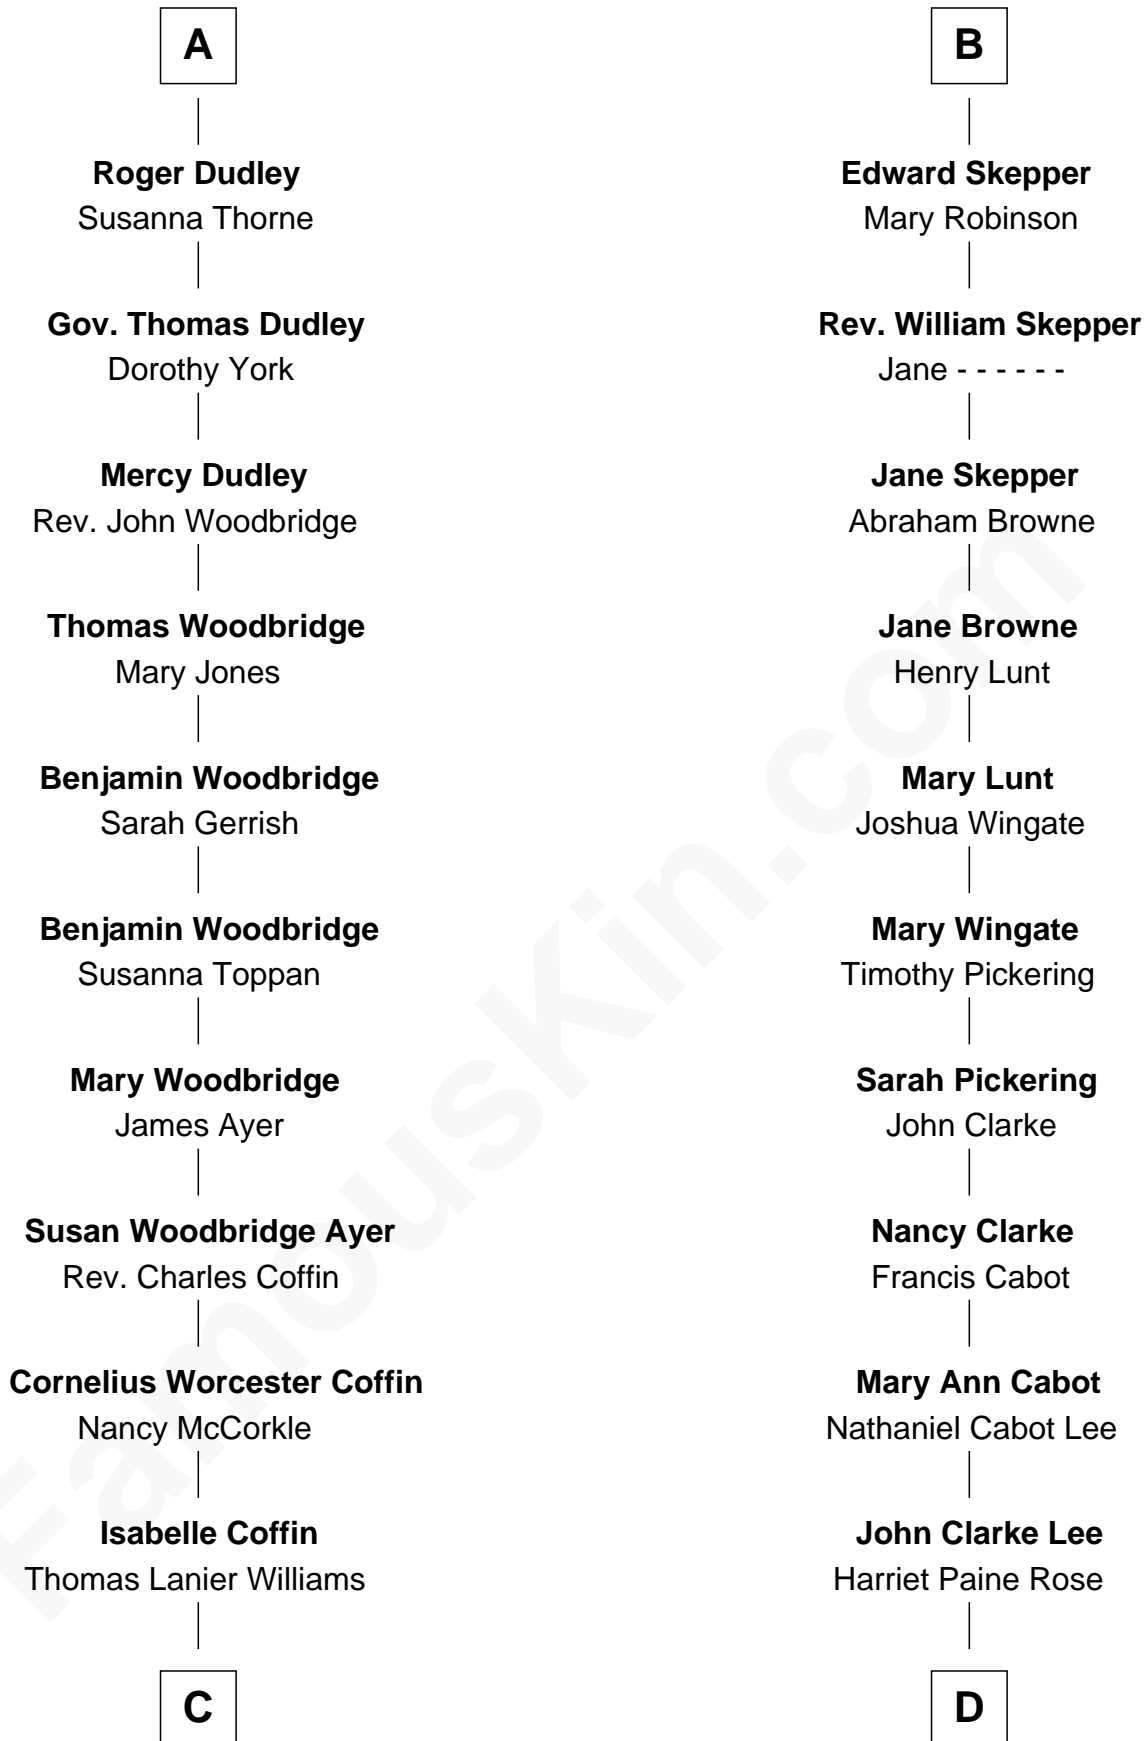 A
Roger Dudley
Susanna Thorne
Gov. Thomas Dudley
Dorothy York
Mercy Dudley
Rev. John Woodbridge
Thomas Woodbridge
Mary Jones
Benjamin Woodbridge
Sarah Gerrish
Benjamin Woodbridge
Susanna Toppan
Mary Woodbridge
James Ayer
Susan Woodbridge Ayer
Rev. Charles Coffin
Cornelius Worcester Coffin
Nancy McCorkle
Isabelle Coffin
Thomas Lanier Williams
C
B
Edward Skepper
Mary Robinson
Rev. William Skepper
Jane - - - - - -
Jane Skepper
Abraham Browne
Jane Browne
Henry Lunt
Mary Lunt
Joshua Wingate
Mary Wingate
Timothy Pickering
Sarah Pickering
John Clarke
Nancy Clarke
Francis Cabot
Mary Ann Cabot
Nathaniel Cabot Lee
John Clarke Lee
Harriet Paine Rose
D
FamousKin.com